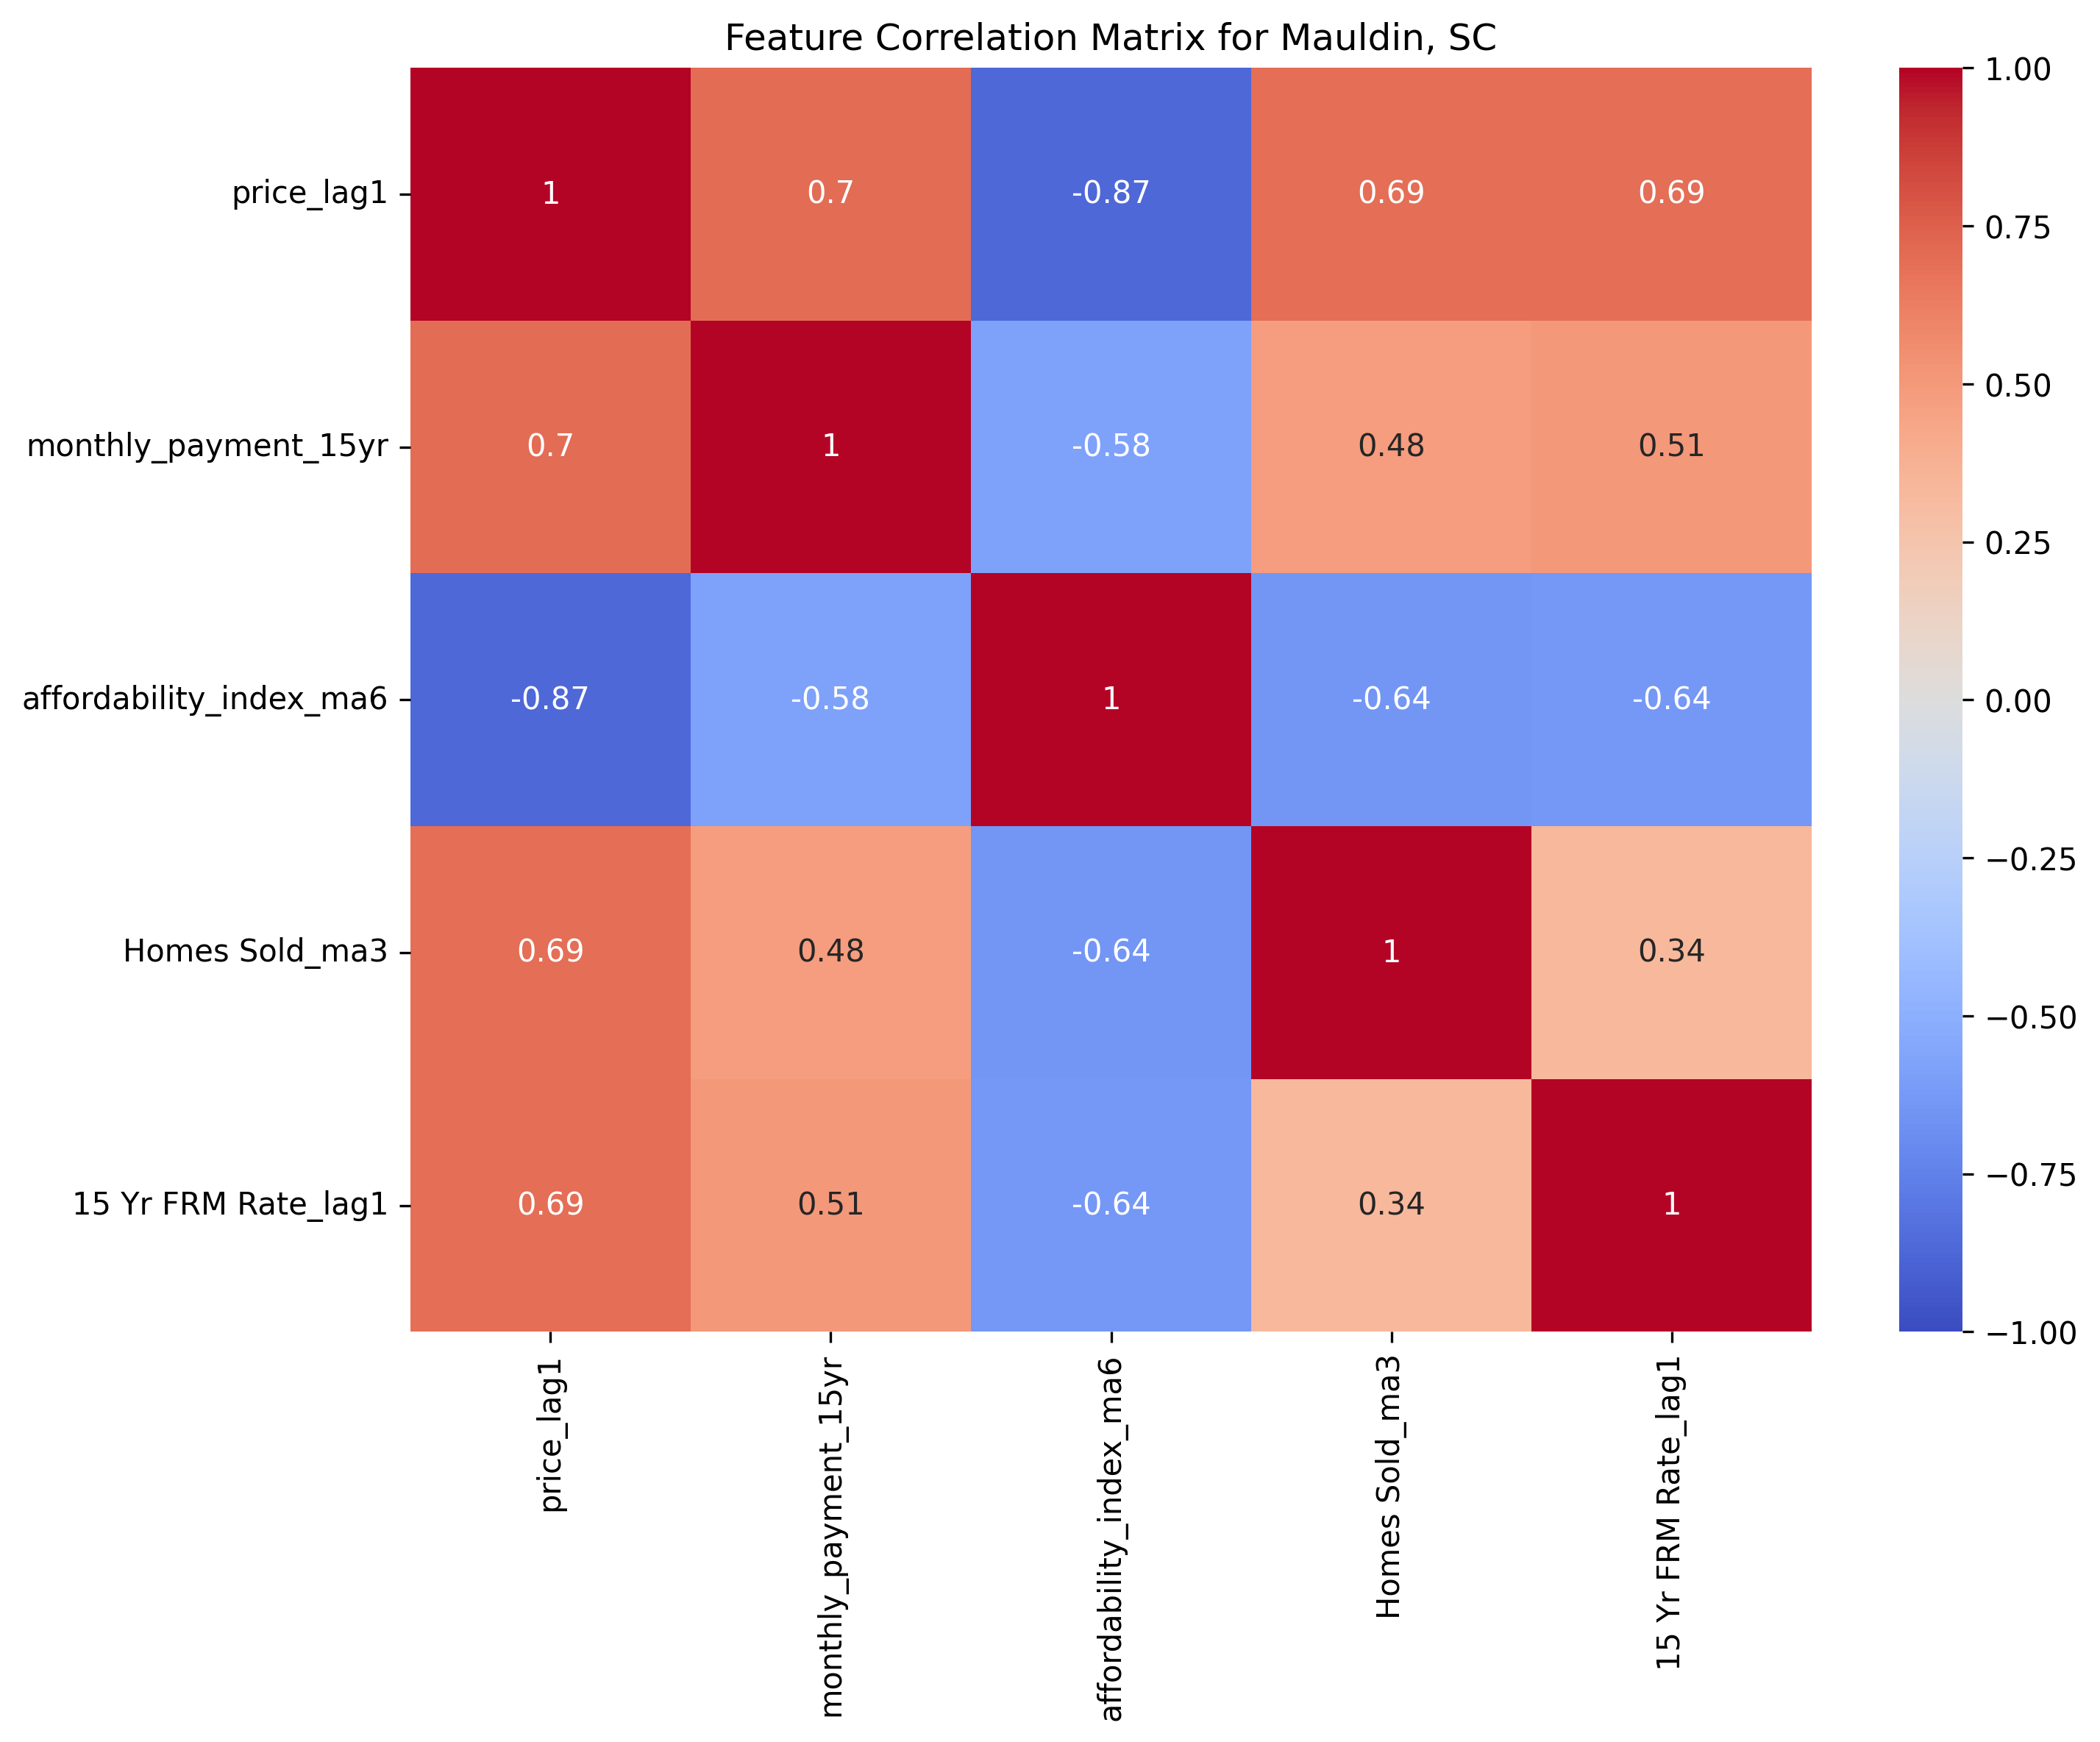 Feature Correlation Matrix for Mauldin, SC
price_lag1 1 0.7 -0.87 0.69 0.69
monthly_payment_15yr 0.7 1 -0.58 0.48 0.51
affordability_index_ma6 -0.87 -0.58 1 -0.64 -0.64
Homes Sold_ma3 0.69 0.48 -0.64 1 0.34
15 Yr FRM Rate_lag1 0.69 0.51 -0.64 0.34 1
price_lag1
monthly_payment_15yr
affordability_index_ma6
Homes Sold_ma3
15 Yr FRM Rate_lag1
1.00
0.75
0.50
0.25
0.00
−0.25
−0.50
−0.75
−1.00